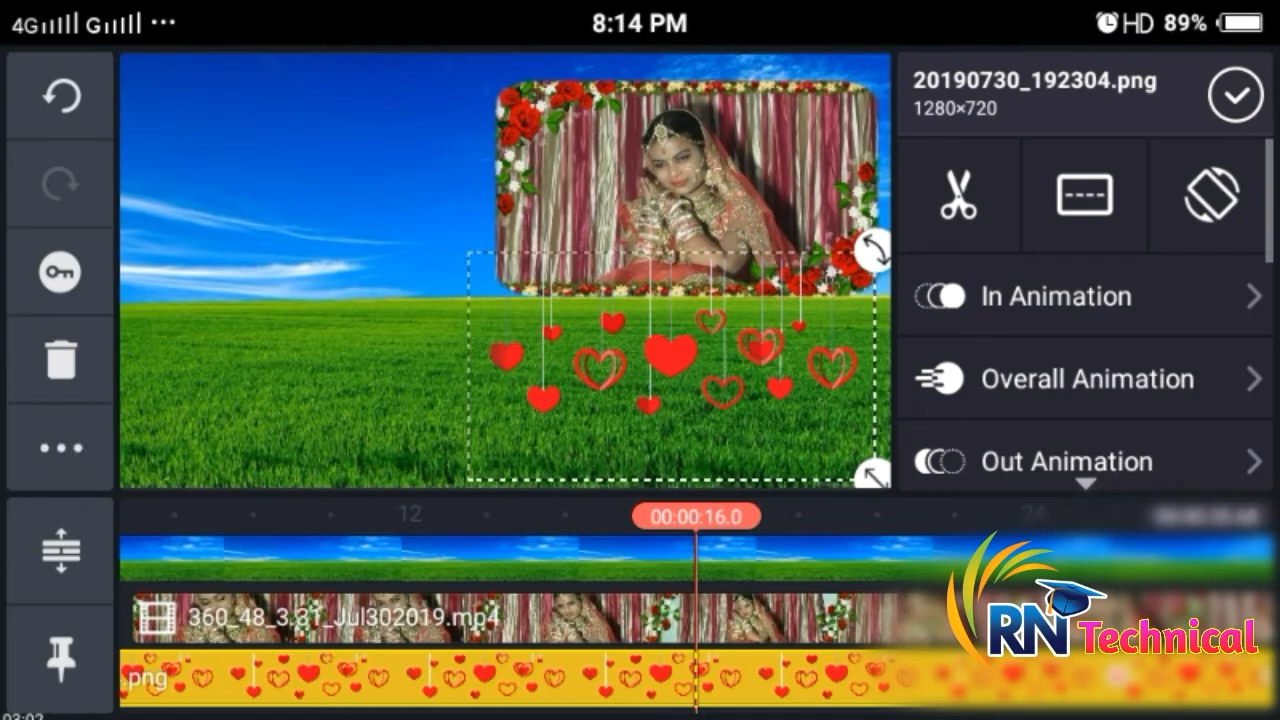 4G G ··· 8:14 PM HD 89%
20190730_192304.png
1280×720
In Animation
Overall Animation
Out Animation
12 00:00:16.0 24
360_48_3.31_Jul302019.mp4
RN Technical
.png
03:02